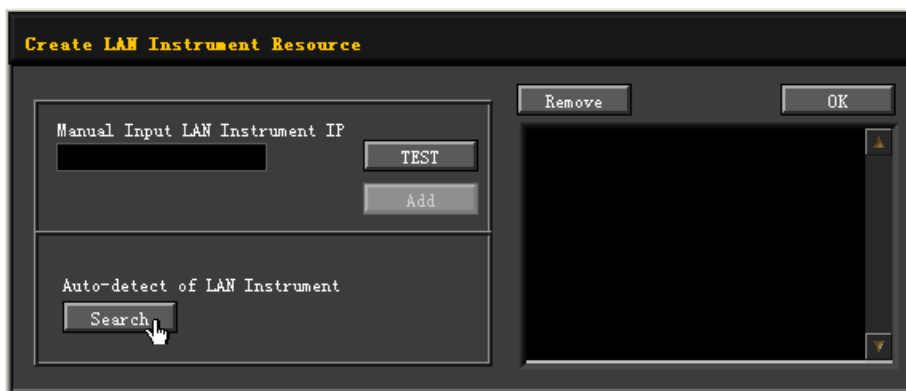 Create LAN Instrument Resource
Manual Input LAN Instrument IP
TEST
Add
Auto-detect of LAN Instrument
Search
Remove
OK